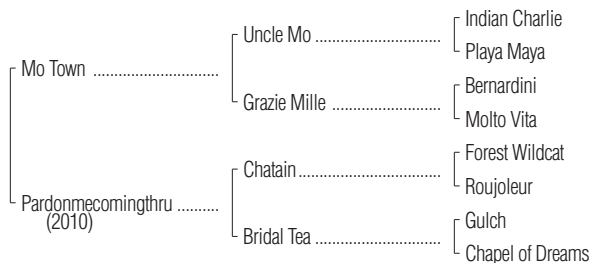 Indian Charlie
Uncle Mo ........................................
Playa Maya
Mo Town ........................................
Bernardini
Grazie Mille ...................................
Molto Vita
Forest Wildcat
Chatain ........................................
Roujoleur
Pardonmecomingthru ..........
(2010)
Gulch
Bridal Tea ........................................
Chapel of Dreams